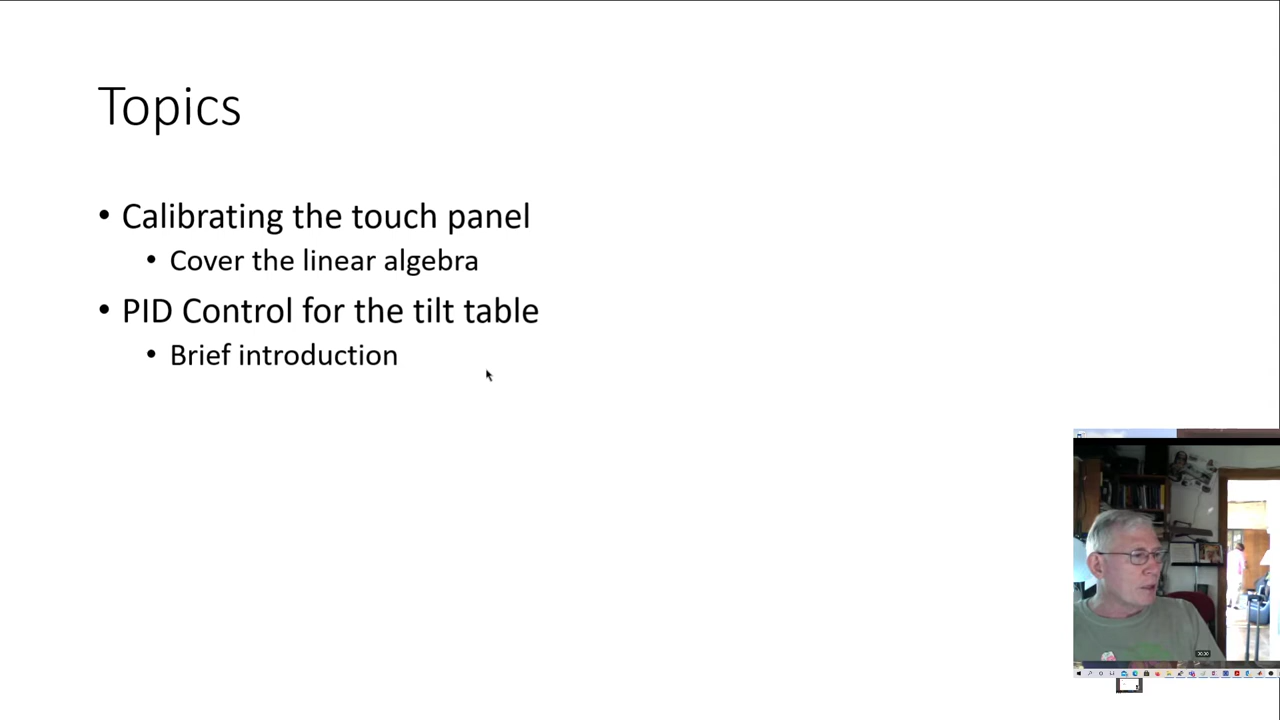 Topics
• Calibrating the touch panel
• Cover the linear algebra
• PID Control for the tilt table
• Brief introduction